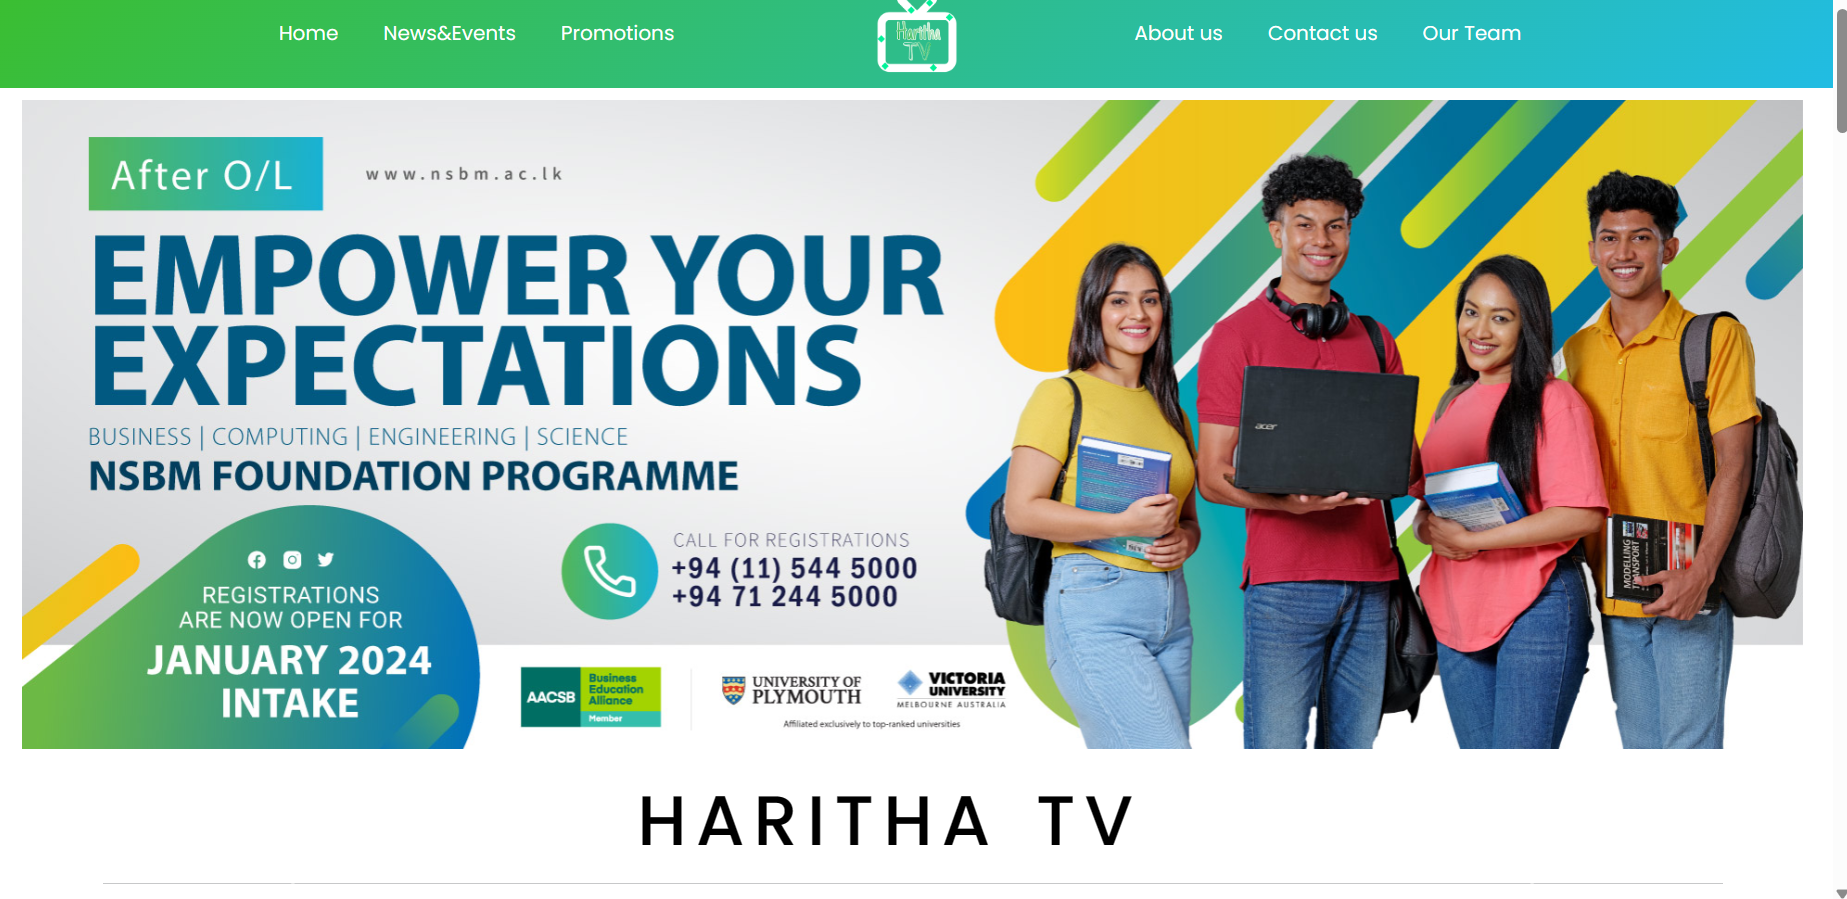 Home News&Events Promotions Haritha TV About us Contact us Our Team
After O/L www.nsbm.ac.lk
EMPOWER YOUR
EXPECTATIONS
BUSINESS | COMPUTING | ENGINEERING | SCIENCE
NSBM FOUNDATION PROGRAMME
REGISTRATIONS
ARE NOW OPEN FOR
JANUARY 2024
INTAKE
CALL FOR REGISTRATIONS
+94 (11) 544 5000
+94 71 244 5000
AACSB
Business
Education
Alliance
Member
UNIVERSITY OF
PLYMOUTH
VICTORIA
UNIVERSITY
MELBOURNE AUSTRALIA
Affiliated exclusively to top-ranked universities
acer
MODELLING
TRANSPORT
HARITHA TV